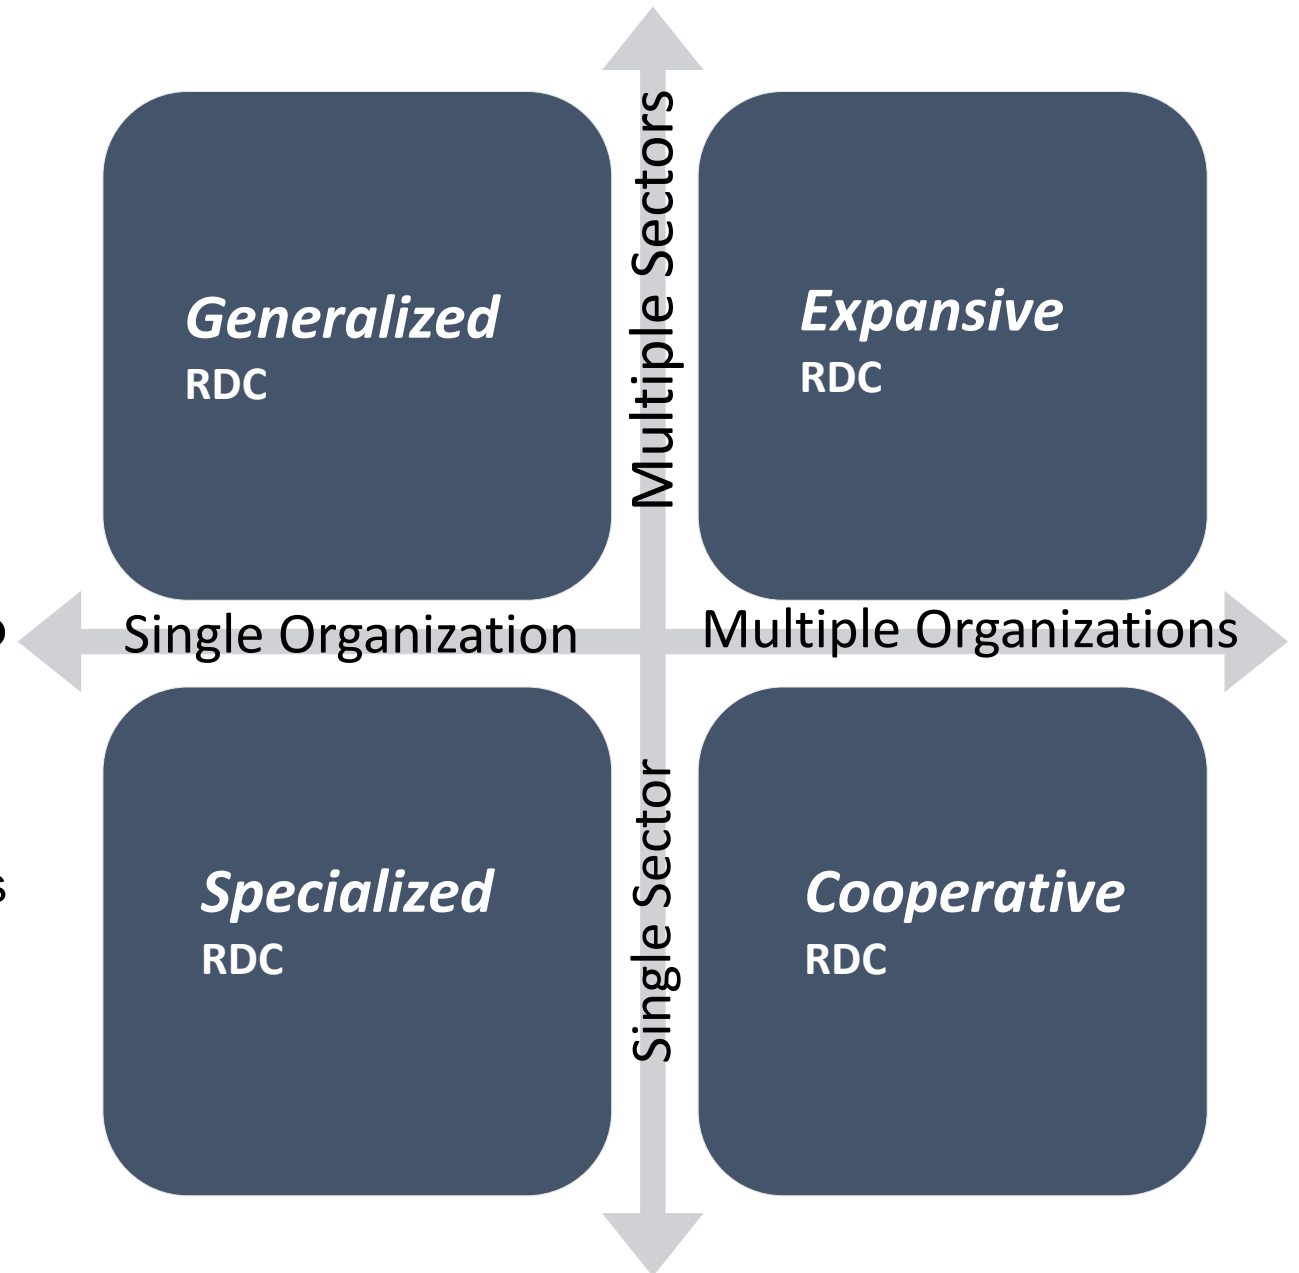 Multiple Sectors
Generalized
RDC
Expansive
RDC
Single Organization
Multiple Organizations
Single Sector
Specialized
RDC
Cooperative
RDC